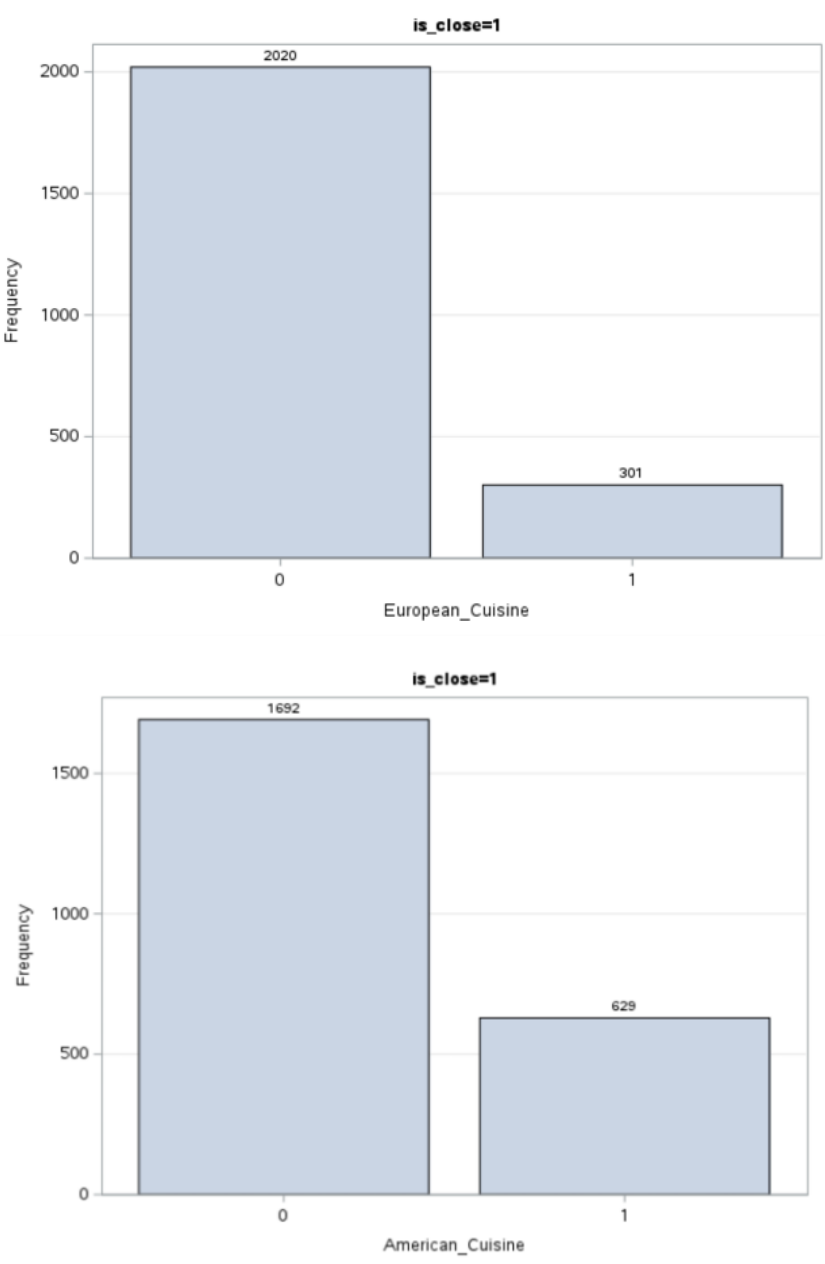 is_close=1
2020
2000
1500
1000
500
301
0
0 1
Frequency
European_Cuisine
is_close=1
1692
1500
1000
629
500
0
0 1
Frequency
American_Cuisine